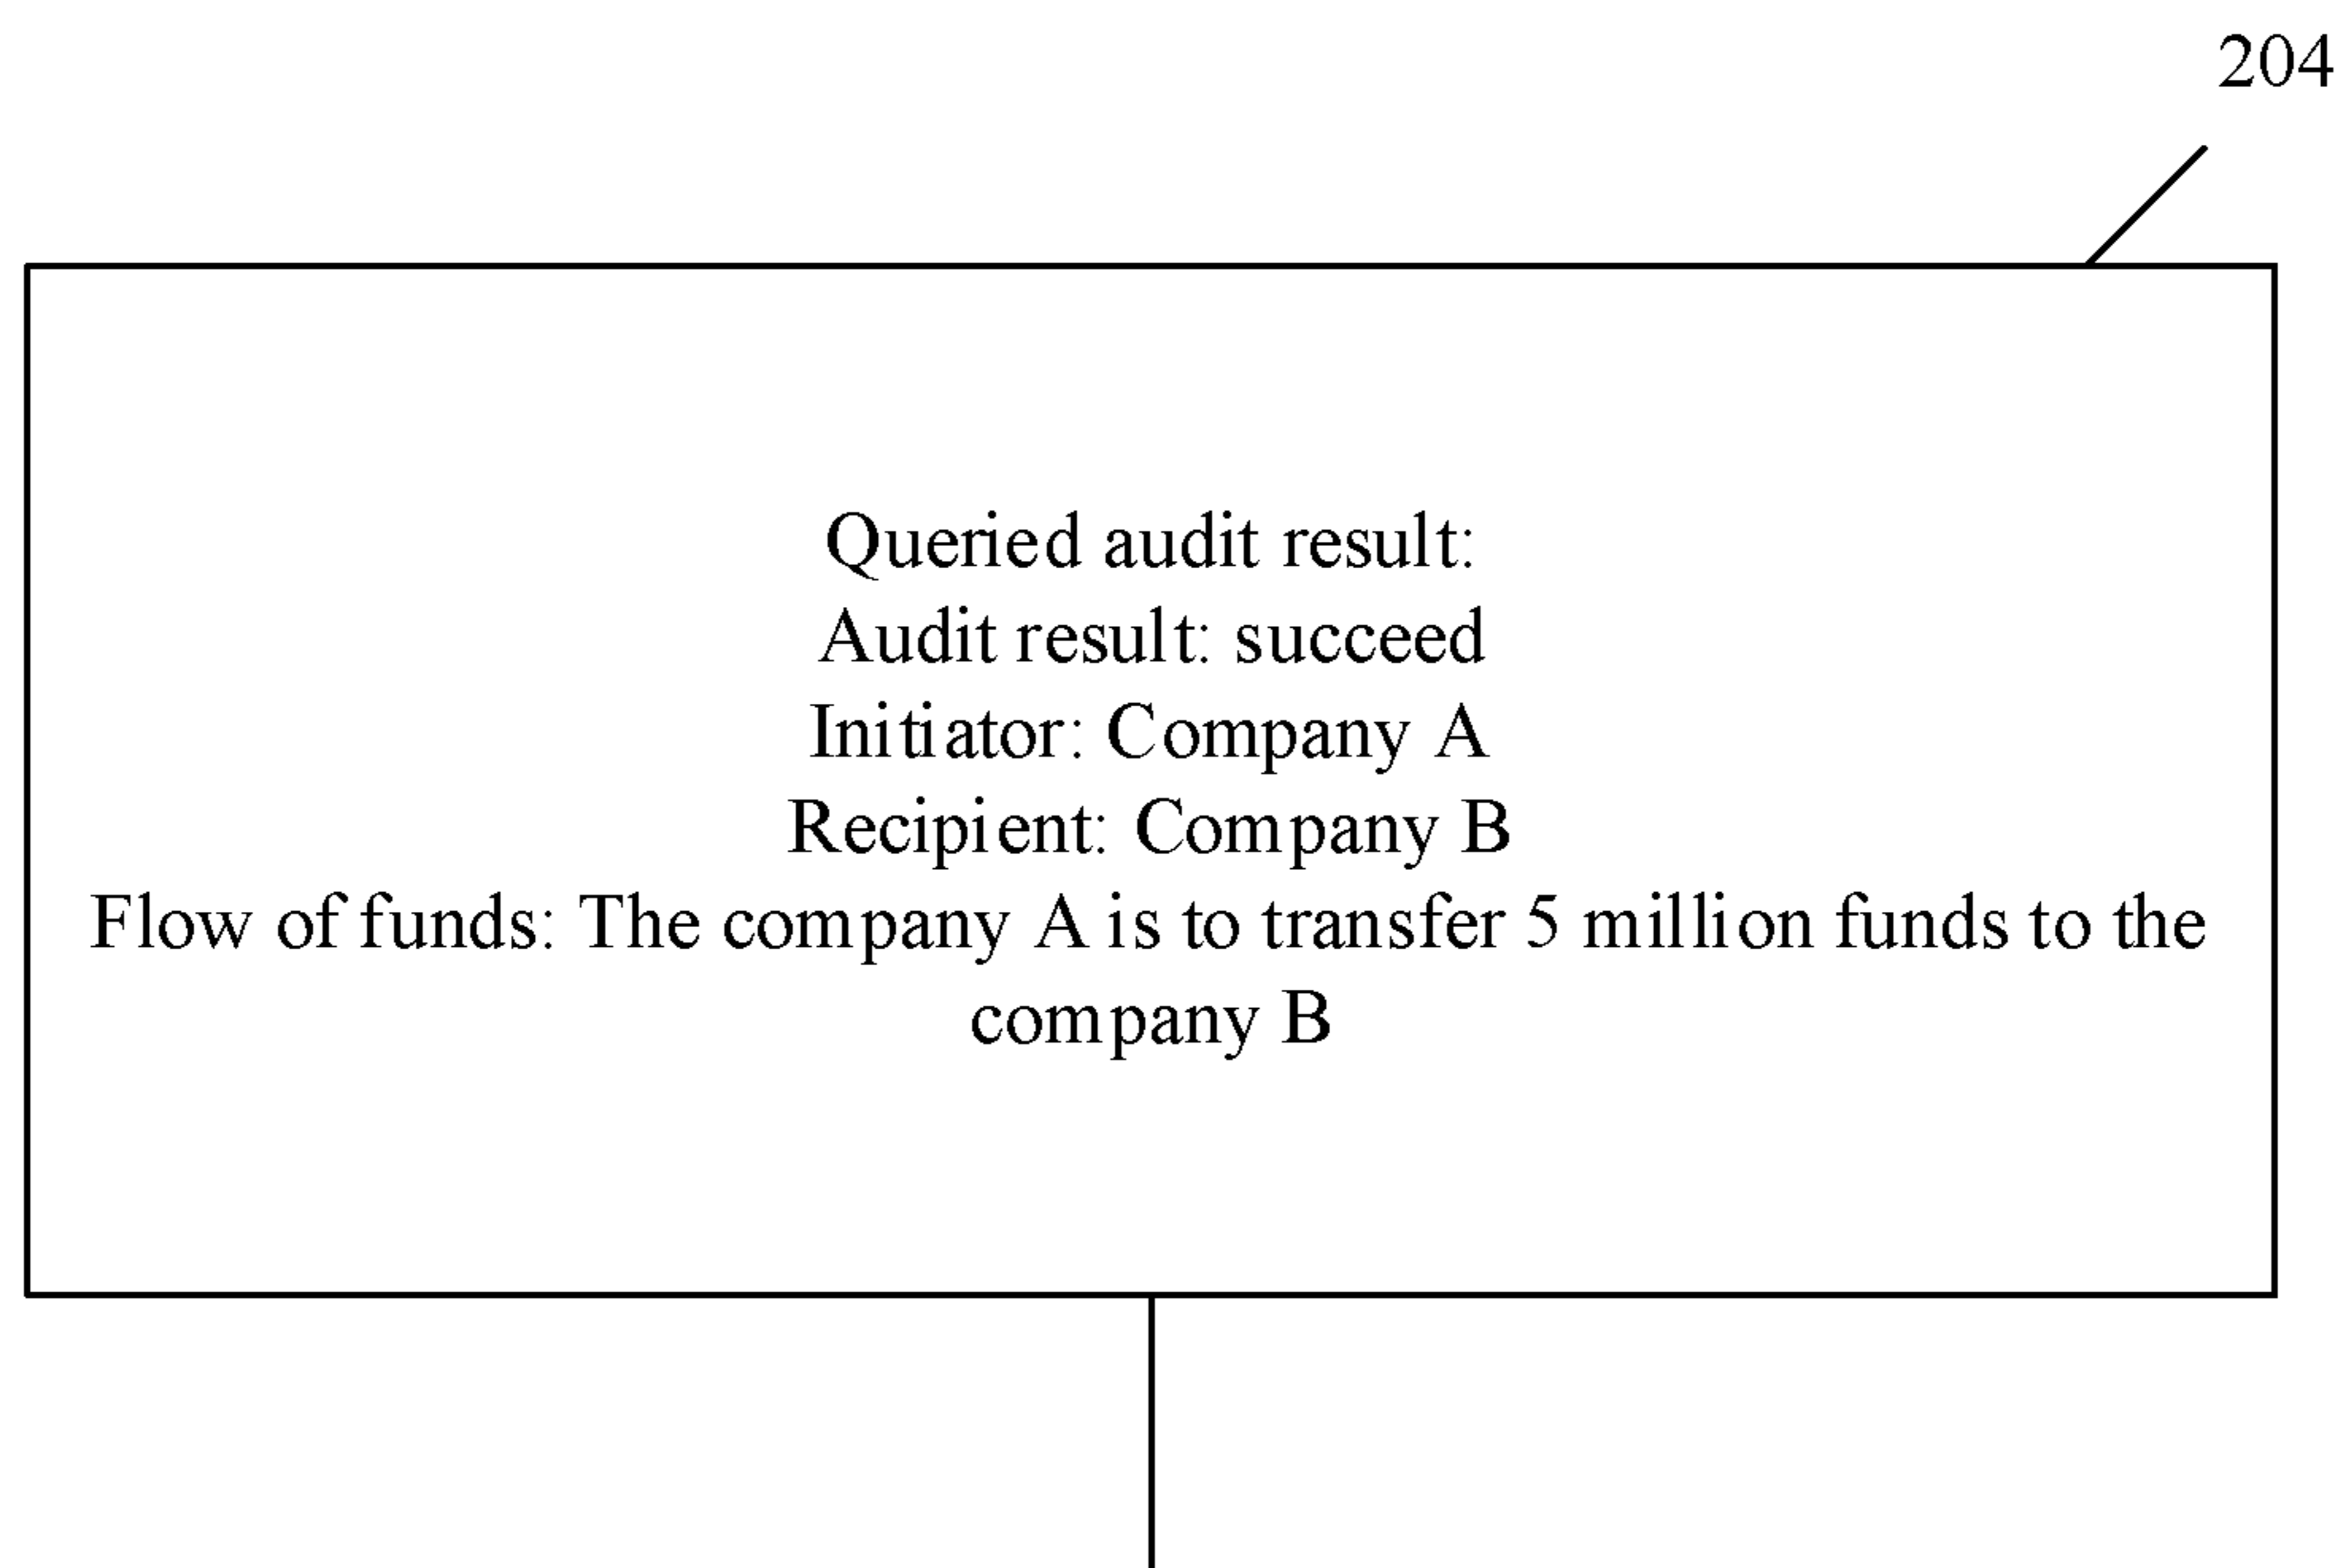 204
Queried audit result:
Audit result: succeed
Initiator: Company A
Recipient: Company B
Flow of funds: The company A is to transfer 5 million funds to the
company B